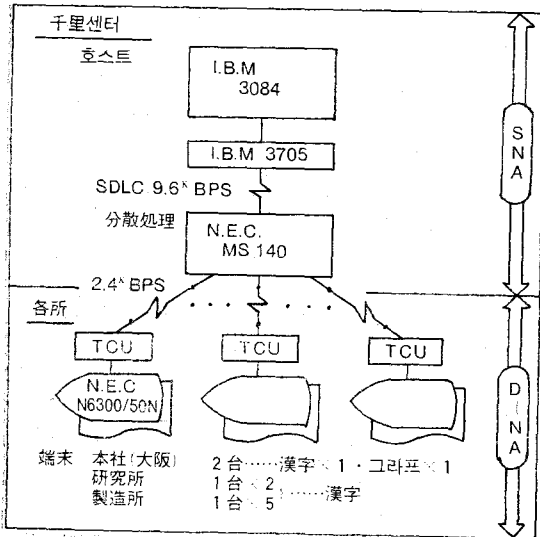 千里센터
호스트
I.B.M
3084
I.B.M 3705
SDLC 9.6ᴷ BPS
分散処理
N.E.C.
MS 140
SNA
2.4ᴷ BPS
各所
TCU
TCU
TCU
N.E.C
N6300/50N
端末 本社(大阪) 2台……漢字×1・그라프×1
研究所 1台×2
製造所 1台×5 ……漢字
DINA